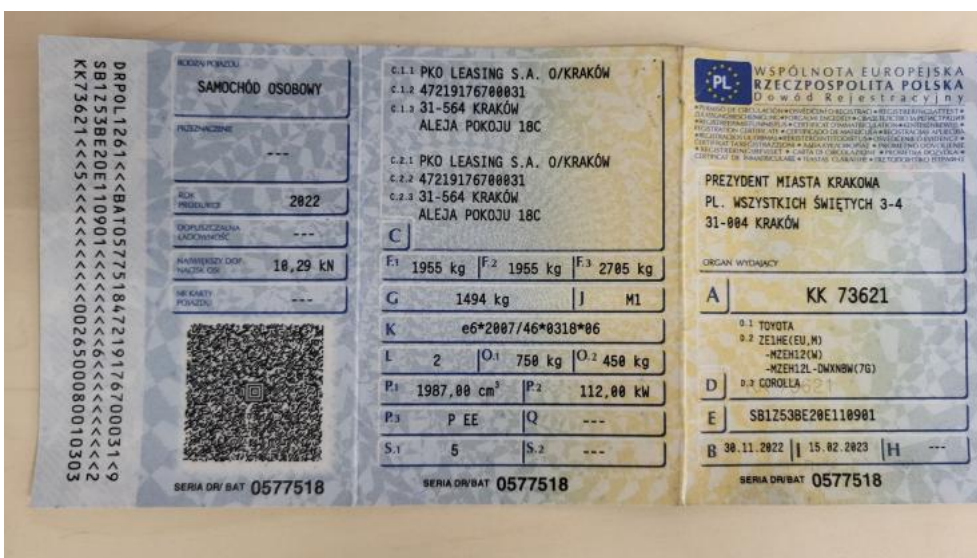 DRPOL1261<<<BAT057751847219176700031<9
SB1Z53BE20E110901<<<<<<<<6<<<<<<<<<<2
KK73621<<5<<<<<<<<<<<<0026500080010303
RODZAJ POJAZDU
SAMOCHÓD OSOBOWY
PRZEZNACZENIE
---
ROK PRODUKCJI
2022
DOPUSZCZALNA ŁADOWNOŚĆ
---
NAJWIĘKSZY DOP. NACISK OSI
10,29 kN
NR KARTY POJAZDU
---
SERIA DR/BAT 0577518
C.1.1 PKO LEASING S.A. O/KRAKÓW
C.1.2 47219176700031
C.1.3 31-564 KRAKÓW
ALEJA POKOJU 18C
C.2.1 PKO LEASING S.A. O/KRAKÓW
C.2.2 47219176700031
C.2.3 31-564 KRAKÓW
ALEJA POKOJU 18C
C
F.1 1955 kg F.2 1955 kg F.3 2705 kg
G 1494 kg J M1
K e6*2007/46*0318*06
L 2 O.1 750 kg O.2 450 kg
P.1 1987,00 cm³ P.2 112,00 kW
P.3 P EE Q ---
S.1 5 S.2 ---
SERIA DR/BAT 0577518
PL
WSPÓLNOTA EUROPEJSKA
RZECZPOSPOLITA POLSKA
Dowód Rejestracyjny
PREZYDENT MIASTA KRAKOWA
PL. WSZYSTKICH ŚWIĘTYCH 3-4
31-004 KRAKÓW
ORGAN WYDAJĄCY
A KK 73621
D.1 TOYOTA
D.2 ZE1HE(EU,M)
-MZEH12(W)
-MZEH12L-DWXNBW(7G)
D D.3 COROLLA
E SB1Z53BE20E110901
B 30.11.2022 I 15.02.2023 H ---
SERIA DR/BAT 0577518